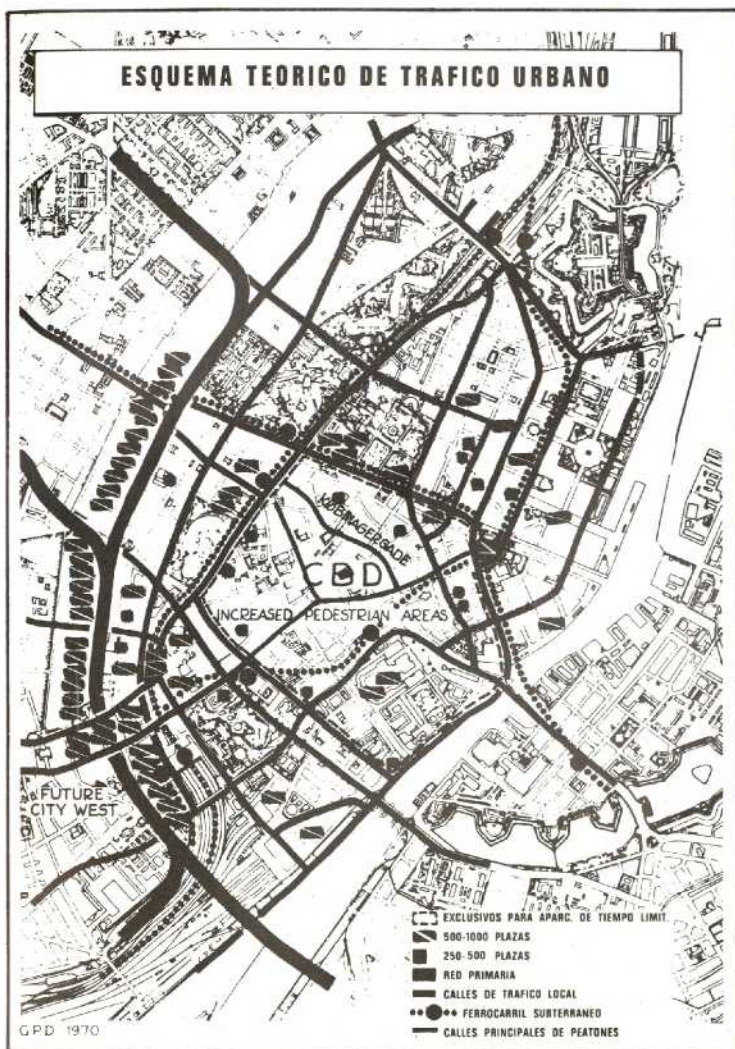 ESQUEMA TEORICO DE TRAFICO URBANO
KØBMAGERGADE
CBD
INCREASED PEDESTRIAN AREAS
FUTURE
CITY WEST
EXCLUSIVOS PARA APARC. DE TIEMPO LIMIT.
500-1000 PLAZAS
250-500 PLAZAS
RED PRIMARIA
CALLES DE TRAFICO LOCAL
FERROCARRIL SUBTERRANEO
CALLES PRINCIPALES DE PEATONES
GPD 1970